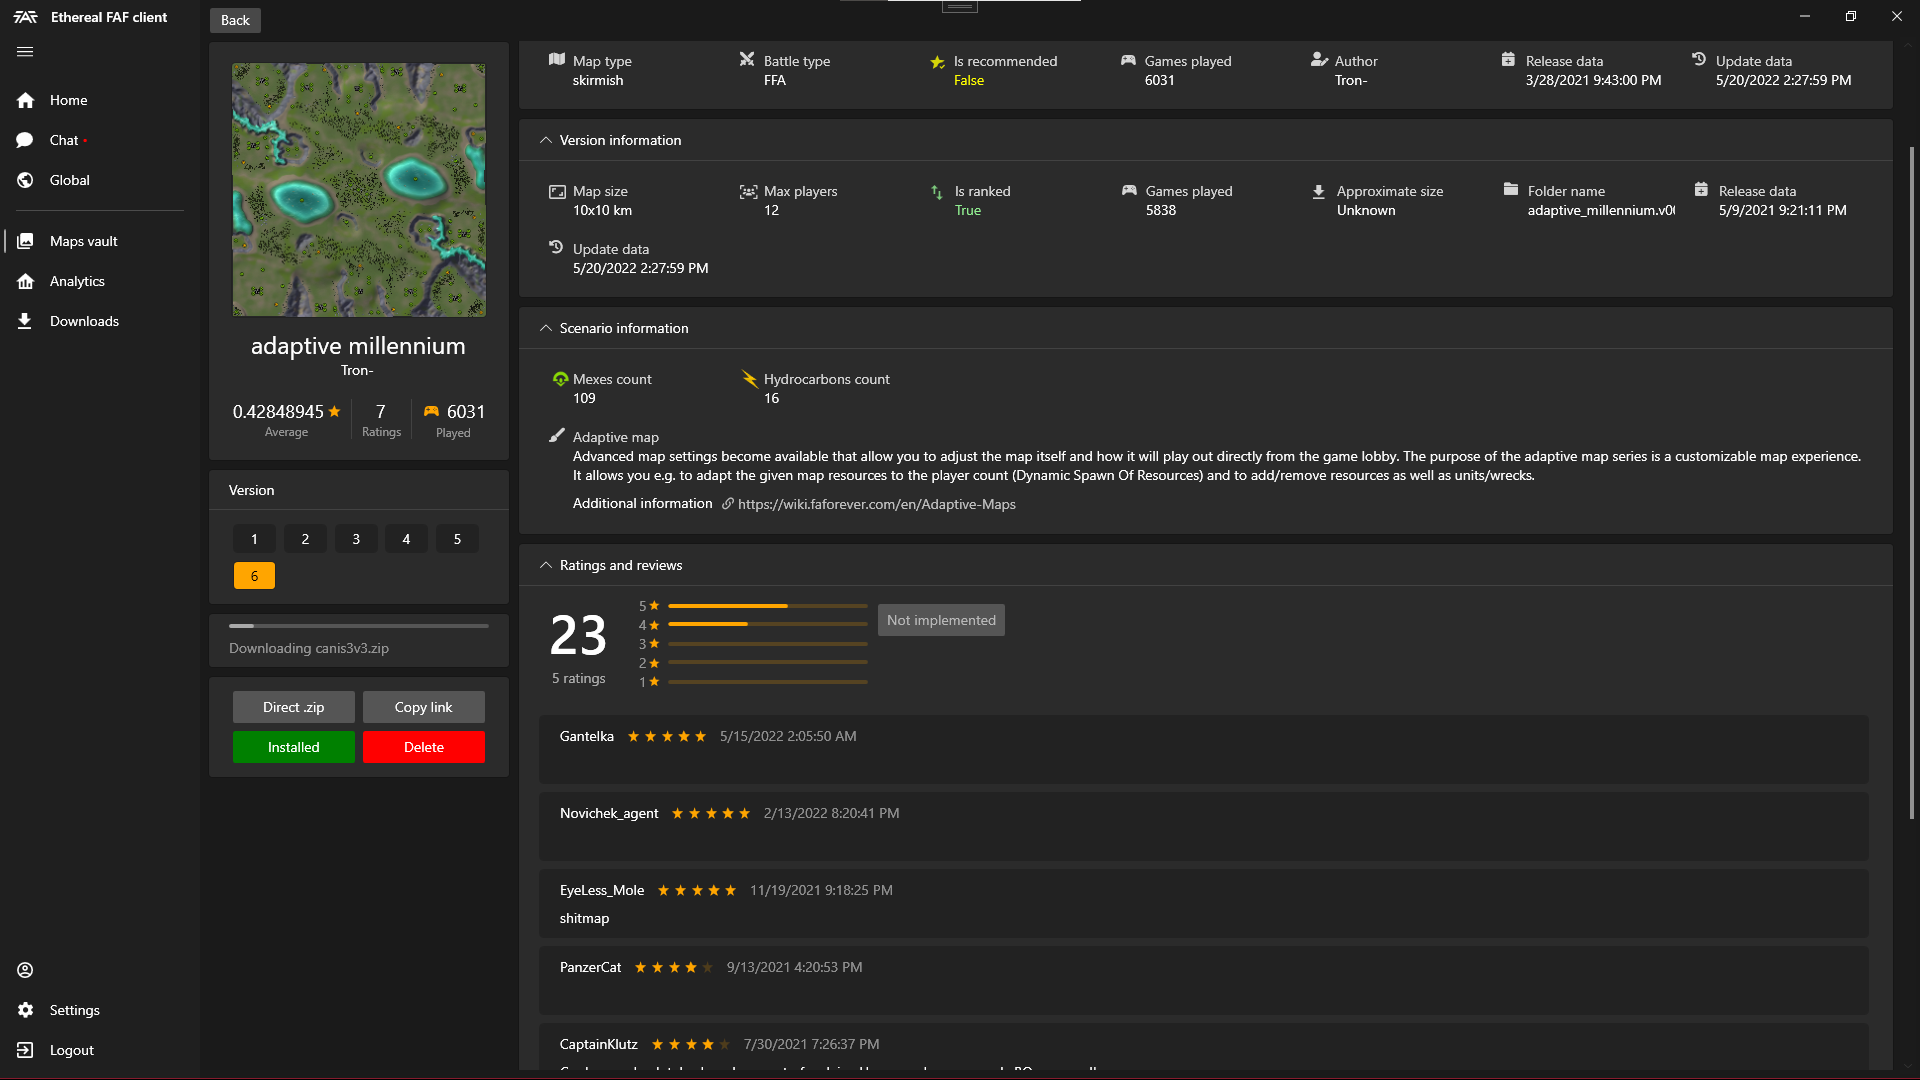 FAF Ethereal FAF client
Back
Home
Chat
Global
Maps vault
Analytics
Downloads
Settings
Logout
adaptive millennium
Tron-
0.42848945
Average
7
Ratings
6031
Played
Version
1 2 3 4 5
6
Downloading canis3v3.zip
Direct .zip Copy link
Installed Delete
Map type
skirmish
Battle type
FFA
Is recommended
False
Games played
6031
Author
Tron-
Release data
3/28/2021 9:43:00 PM
Update data
5/20/2022 2:27:59 PM
Version information
Map size
10x10 km
Max players
12
Is ranked
True
Games played
5838
Approximate size
Unknown
Folder name
adaptive_millennium.v0
Release data
5/9/2021 9:21:11 PM
Update data
5/20/2022 2:27:59 PM
Scenario information
Mexes count
109
Hydrocarbons count
16
Adaptive map
Advanced map settings become available that allow you to adjust the map itself and how it will play out directly from the game lobby. The purpose of the adaptive map series is a customizable map experience.
It allows you e.g. to adapt the given map resources to the player count (Dynamic Spawn Of Resources) and to add/remove resources as well as units/wrecks.
Additional information https://wiki.faforever.com/en/Adaptive-Maps
Ratings and reviews
23
5 ratings
5
4
3
2
1
Not implemented
Gantelka 5/15/2022 2:05:50 AM
Novichek_agent 2/13/2022 8:20:41 PM
EyeLess_Mole 11/19/2021 9:18:25 PM
shitmap
PanzerCat 9/13/2021 4:20:53 PM
CaptainKlutz 7/30/2021 7:26:37 PM